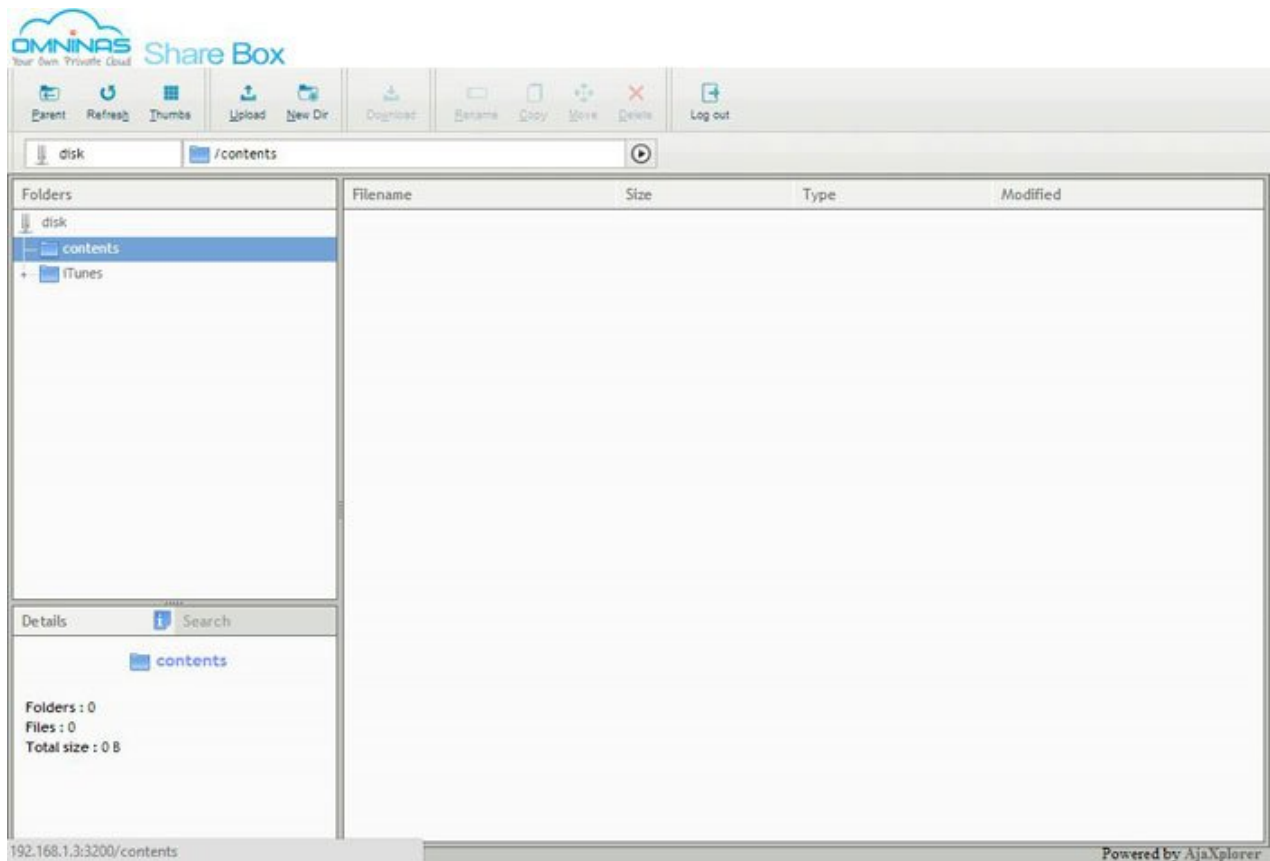 OMNINAS
Your Own Private Cloud
Share Box
Parent Refresh Thumbs Upload New Dir Download Rename Copy Move Delete Log out
disk /contents
Folders Filename Size Type Modified
disk
contents
iTunes
Details i Search
contents
Folders : 0
Files : 0
Total size : 0 B
192.168.1.3:3200/contents
Powered by AjaXplorer